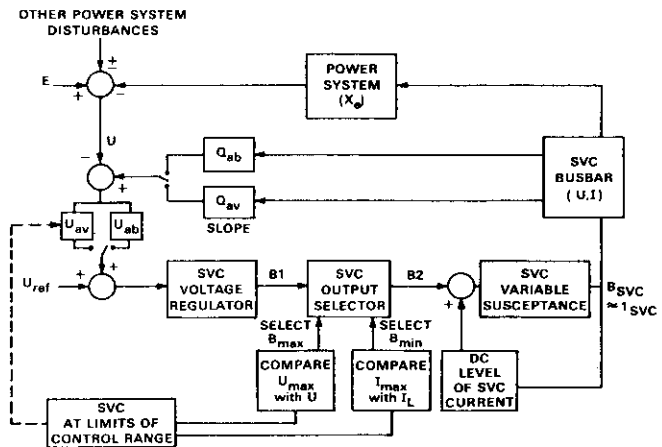 OTHER POWER SYSTEM
DISTURBANCES
±
E
+
−
POWER
SYSTEM
(Xe)
U
−
+
Qab
Qav
SLOPE
SVC
BUSBAR
(U,I)
Uav
Uab
Uref
+
+
SVC
VOLTAGE
REGULATOR
B1
SVC
OUTPUT
SELECTOR
B2
+
SVC
VARIABLE
SUSCEPTANCE
BSVC
≈ 1SVC
SELECT
Bmax
SELECT
Bmin
COMPARE
Umax
with U
COMPARE
Imax
with IL
DC
LEVEL
OF SVC
CURRENT
SVC
AT LIMITS OF
CONTROL RANGE